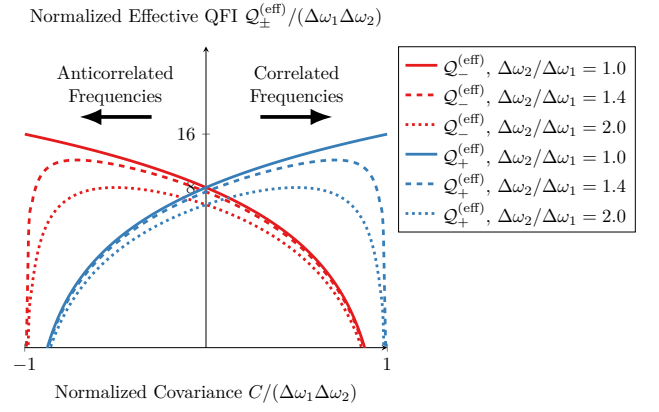 Normalized Effective QFI 𝒬±^(eff)/(Δω₁Δω₂)
Anticorrelated Correlated
Frequencies Frequencies
16
8
−1 1
Normalized Covariance C/(Δω₁Δω₂)
𝒬₋^(eff), Δω₂/Δω₁ = 1.0
𝒬₋^(eff), Δω₂/Δω₁ = 1.4
𝒬₋^(eff), Δω₂/Δω₁ = 2.0
𝒬₊^(eff), Δω₂/Δω₁ = 1.0
𝒬₊^(eff), Δω₂/Δω₁ = 1.4
𝒬₊^(eff), Δω₂/Δω₁ = 2.0